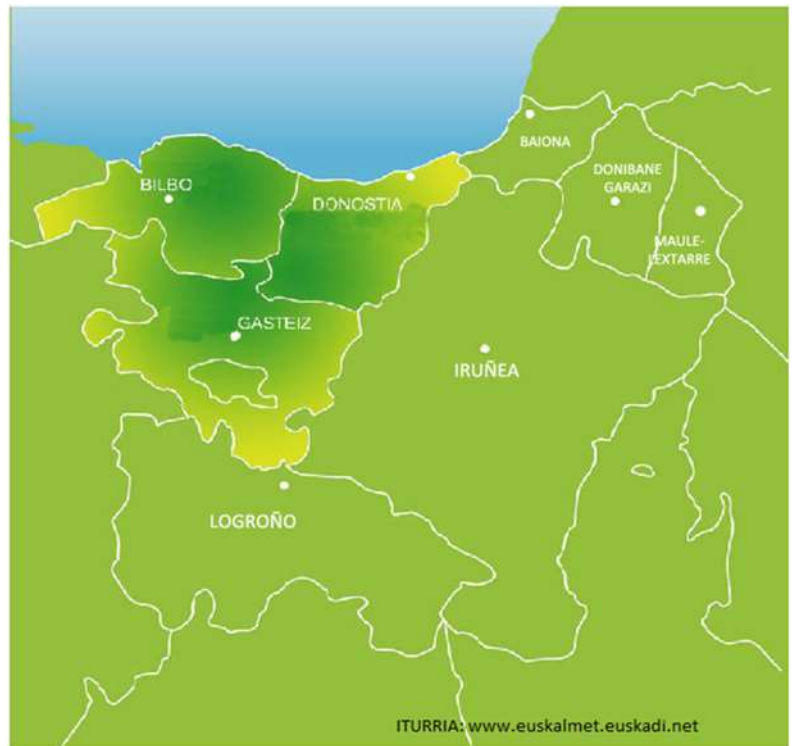 BAIONA
BILBO
DONOSTIA
DONIBANE
GARAZI
MAULE-
LEXTARRE
GASTEIZ
IRUÑEA
LOGROÑO
ITURRIA: www.euskalmet.euskadi.net